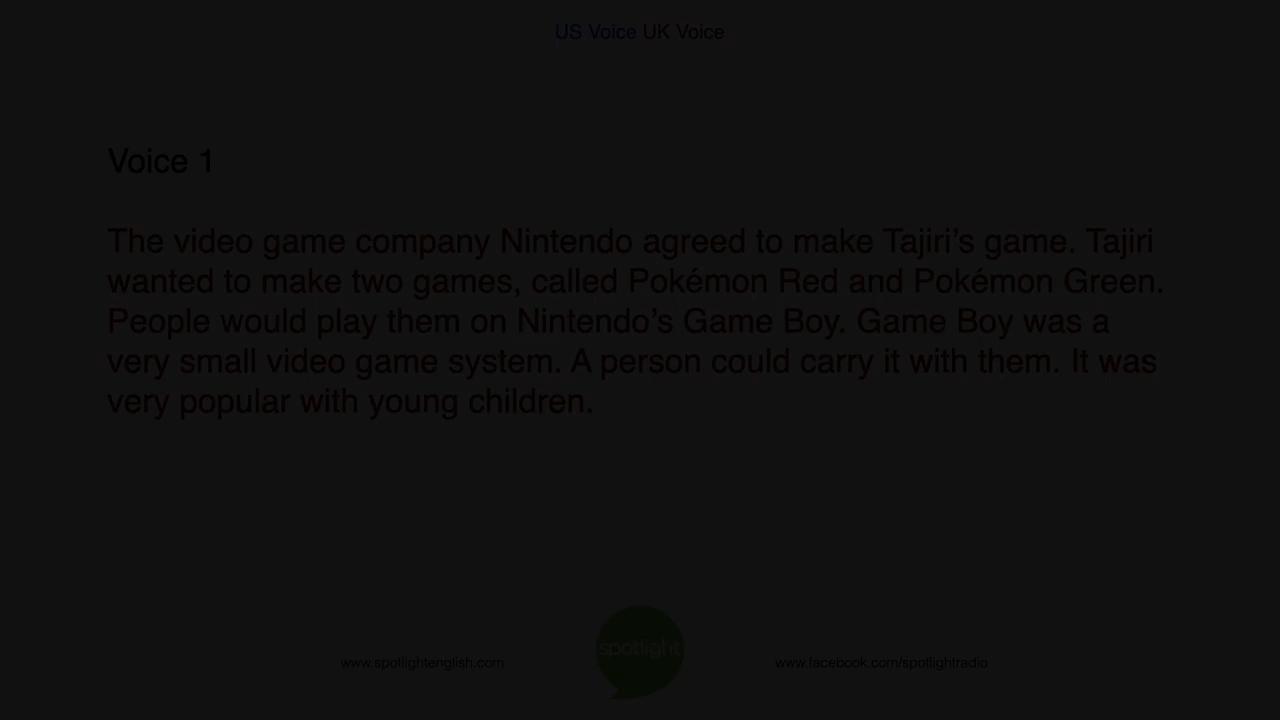 US Voice UK Voice
Voice 1
The video game company Nintendo agreed to make Tajiri’s game. Tajiri
wanted to make two games, called Pokémon Red and Pokémon Green.
People would play them on Nintendo’s Game Boy. Game Boy was a
very small video game system. A person could carry it with them. It was
very popular with young children.
spotlight
www.spotlightenglish.com
www.facebook.com/spotlightradio